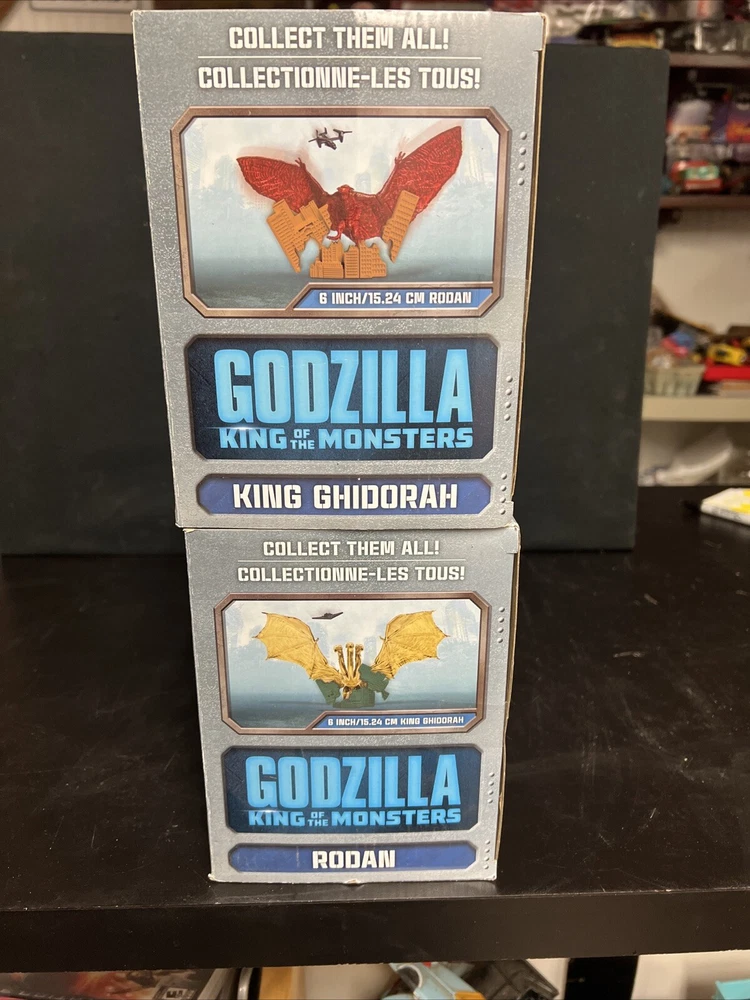 COLLECT THEM ALL!
COLLECTIONNE-LES TOUS!
6 INCH/15.24 CM RODAN
GODZILLA
KING OF THE MONSTERS
KING GHIDORAH
COLLECT THEM ALL!
COLLECTIONNE-LES TOUS!
6 INCH/15.24 CM KING GHIDORAH
GODZILLA
KING OF THE MONSTERS
RODAN